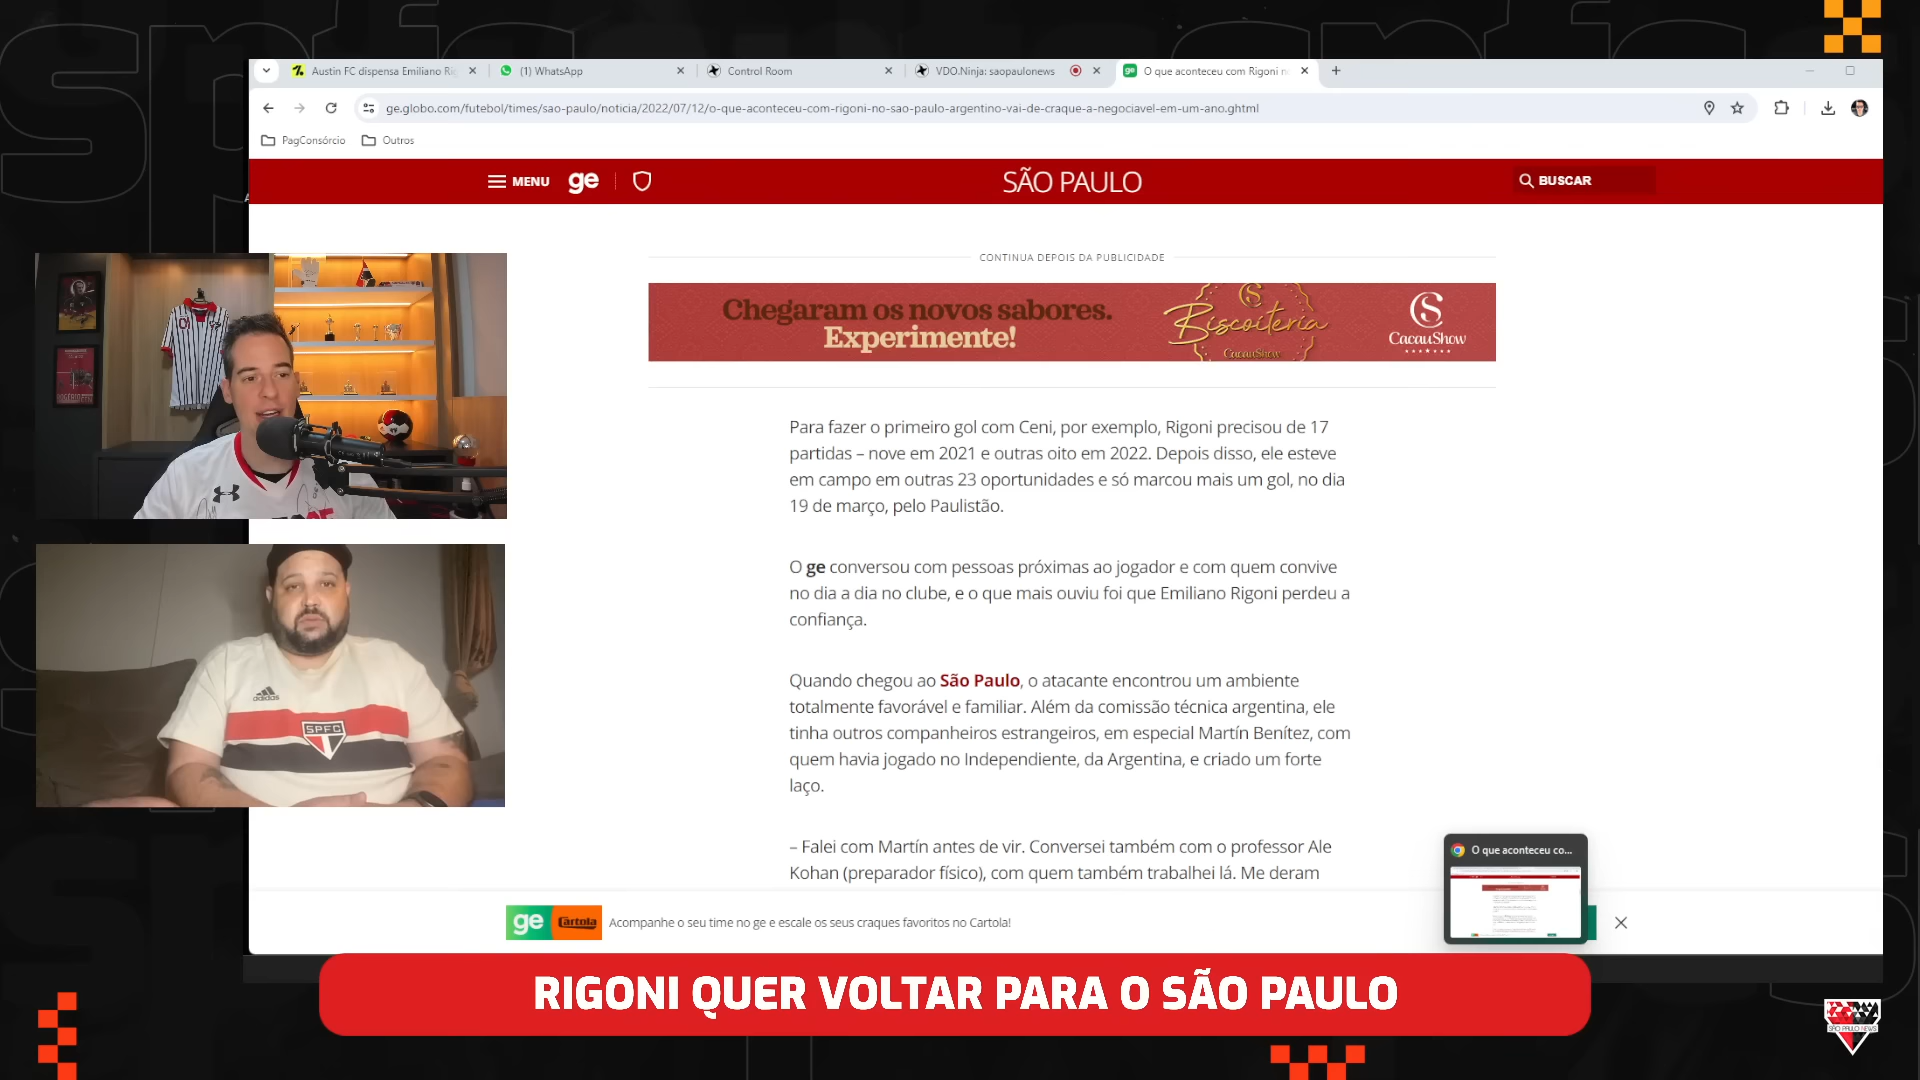 Austin FC dispensa Emiliano Ri
(1) WhatsApp
Control Room
VDO.Ninja: saopaulonews
O que aconteceu com Rigoni n
ge.globo.com/futebol/times/sao-paulo/noticia/2022/07/12/o-que-aconteceu-com-rigoni-no-sao-paulo-argentino-vai-de-craque-a-negociavel-em-um-ano.ghtml
PagConsórcio
Outros
MENU
ge
SÃO PAULO
BUSCAR
CONTINUA DEPOIS DA PUBLICIDADE
Chegaram os novos sabores.
Experimente!
Biscoiteria
CacauShow
CacauShow
Para fazer o primeiro gol com Ceni, por exemplo, Rigoni precisou de 17
partidas – nove em 2021 e outras oito em 2022. Depois disso, ele esteve
em campo em outras 23 oportunidades e só marcou mais um gol, no dia
19 de março, pelo Paulistão.
O ge conversou com pessoas próximas ao jogador e com quem convive
no dia a dia no clube, e o que mais ouviu foi que Emiliano Rigoni perdeu a
confiança.
Quando chegou ao São Paulo, o atacante encontrou um ambiente
totalmente favorável e familiar. Além da comissão técnica argentina, ele
tinha outros companheiros estrangeiros, em especial Martín Benítez, com
quem havia jogado no Independiente, da Argentina, e criado um forte
laço.
– Falei com Martín antes de vir. Conversei também com o professor Ale
Kohan (preparador físico), com quem também trabalhei lá. Me deram
O que aconteceu co...
ge
Cartola
Acompanhe o seu time no ge e escale os seus craques favoritos no Cartola!
adidas
SPFC
RIGONI QUER VOLTAR PARA O SÃO PAULO
SÃO PAULO NEWS